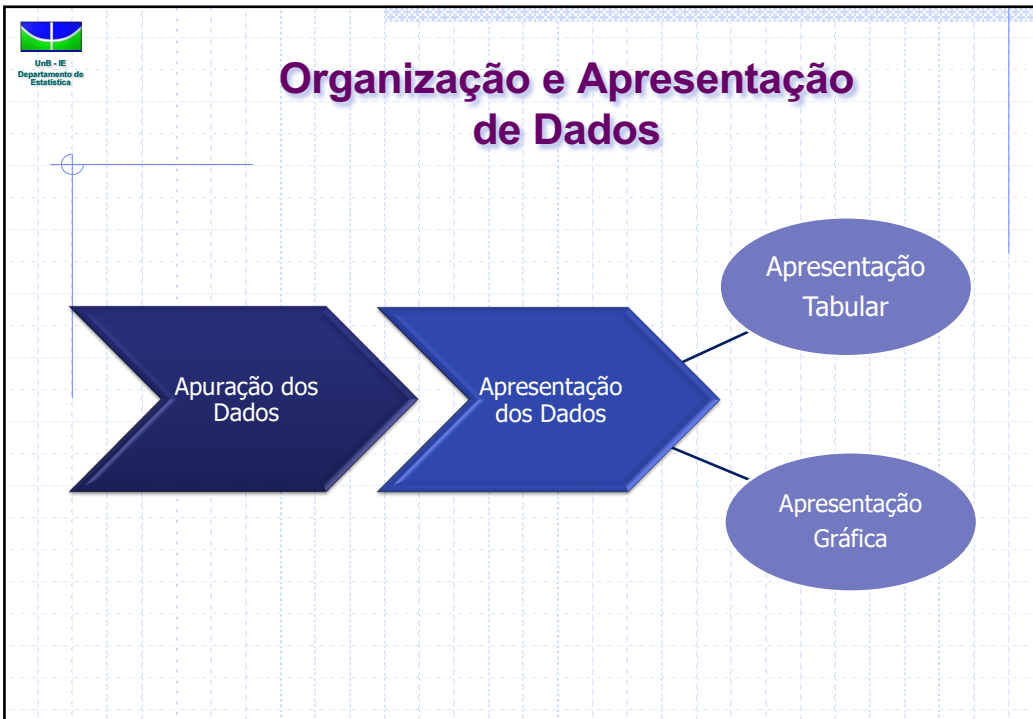 UnB - IE
Departamento de
Estatística
Organização e Apresentação
de Dados
Apuração dos
Dados
Apresentação
dos Dados
Apresentação
Tabular
Apresentação
Gráfica